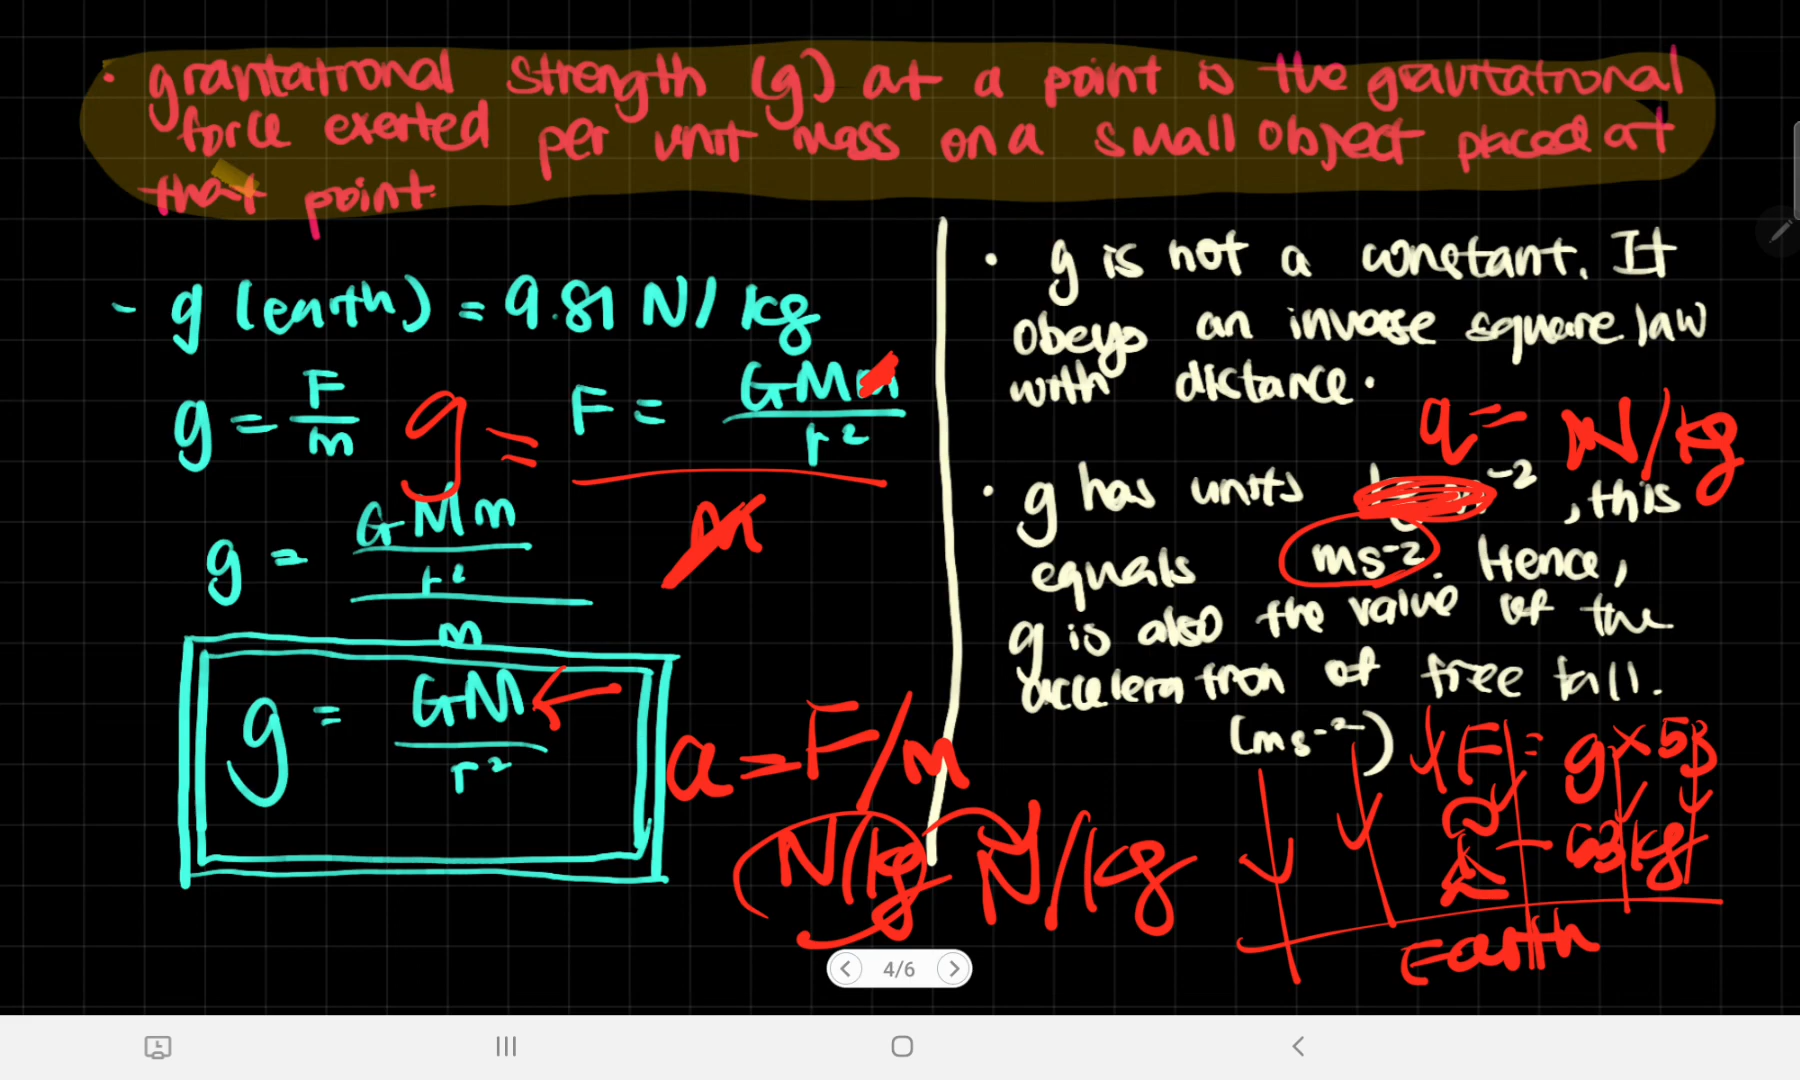 • gravitational strength (g) at a point is the gravitational
force exerted per unit mass on a small object placed at
that point.
- g (earth) = 9.81 N/kg
g = F/m
g = F = GMm/r²
m
g = GMm/r²
m
g = GM/r²
• g is not a constant. It
obeys an inverse square law
with distance.
g = N/kg
• g has units ⁻², this
equals ms⁻². Hence,
g is also the value of the
acceleration of free fall.
(ms⁻²)
a = F/m
N/kg N/kg
F = g ×
63kg
Earth
4/6